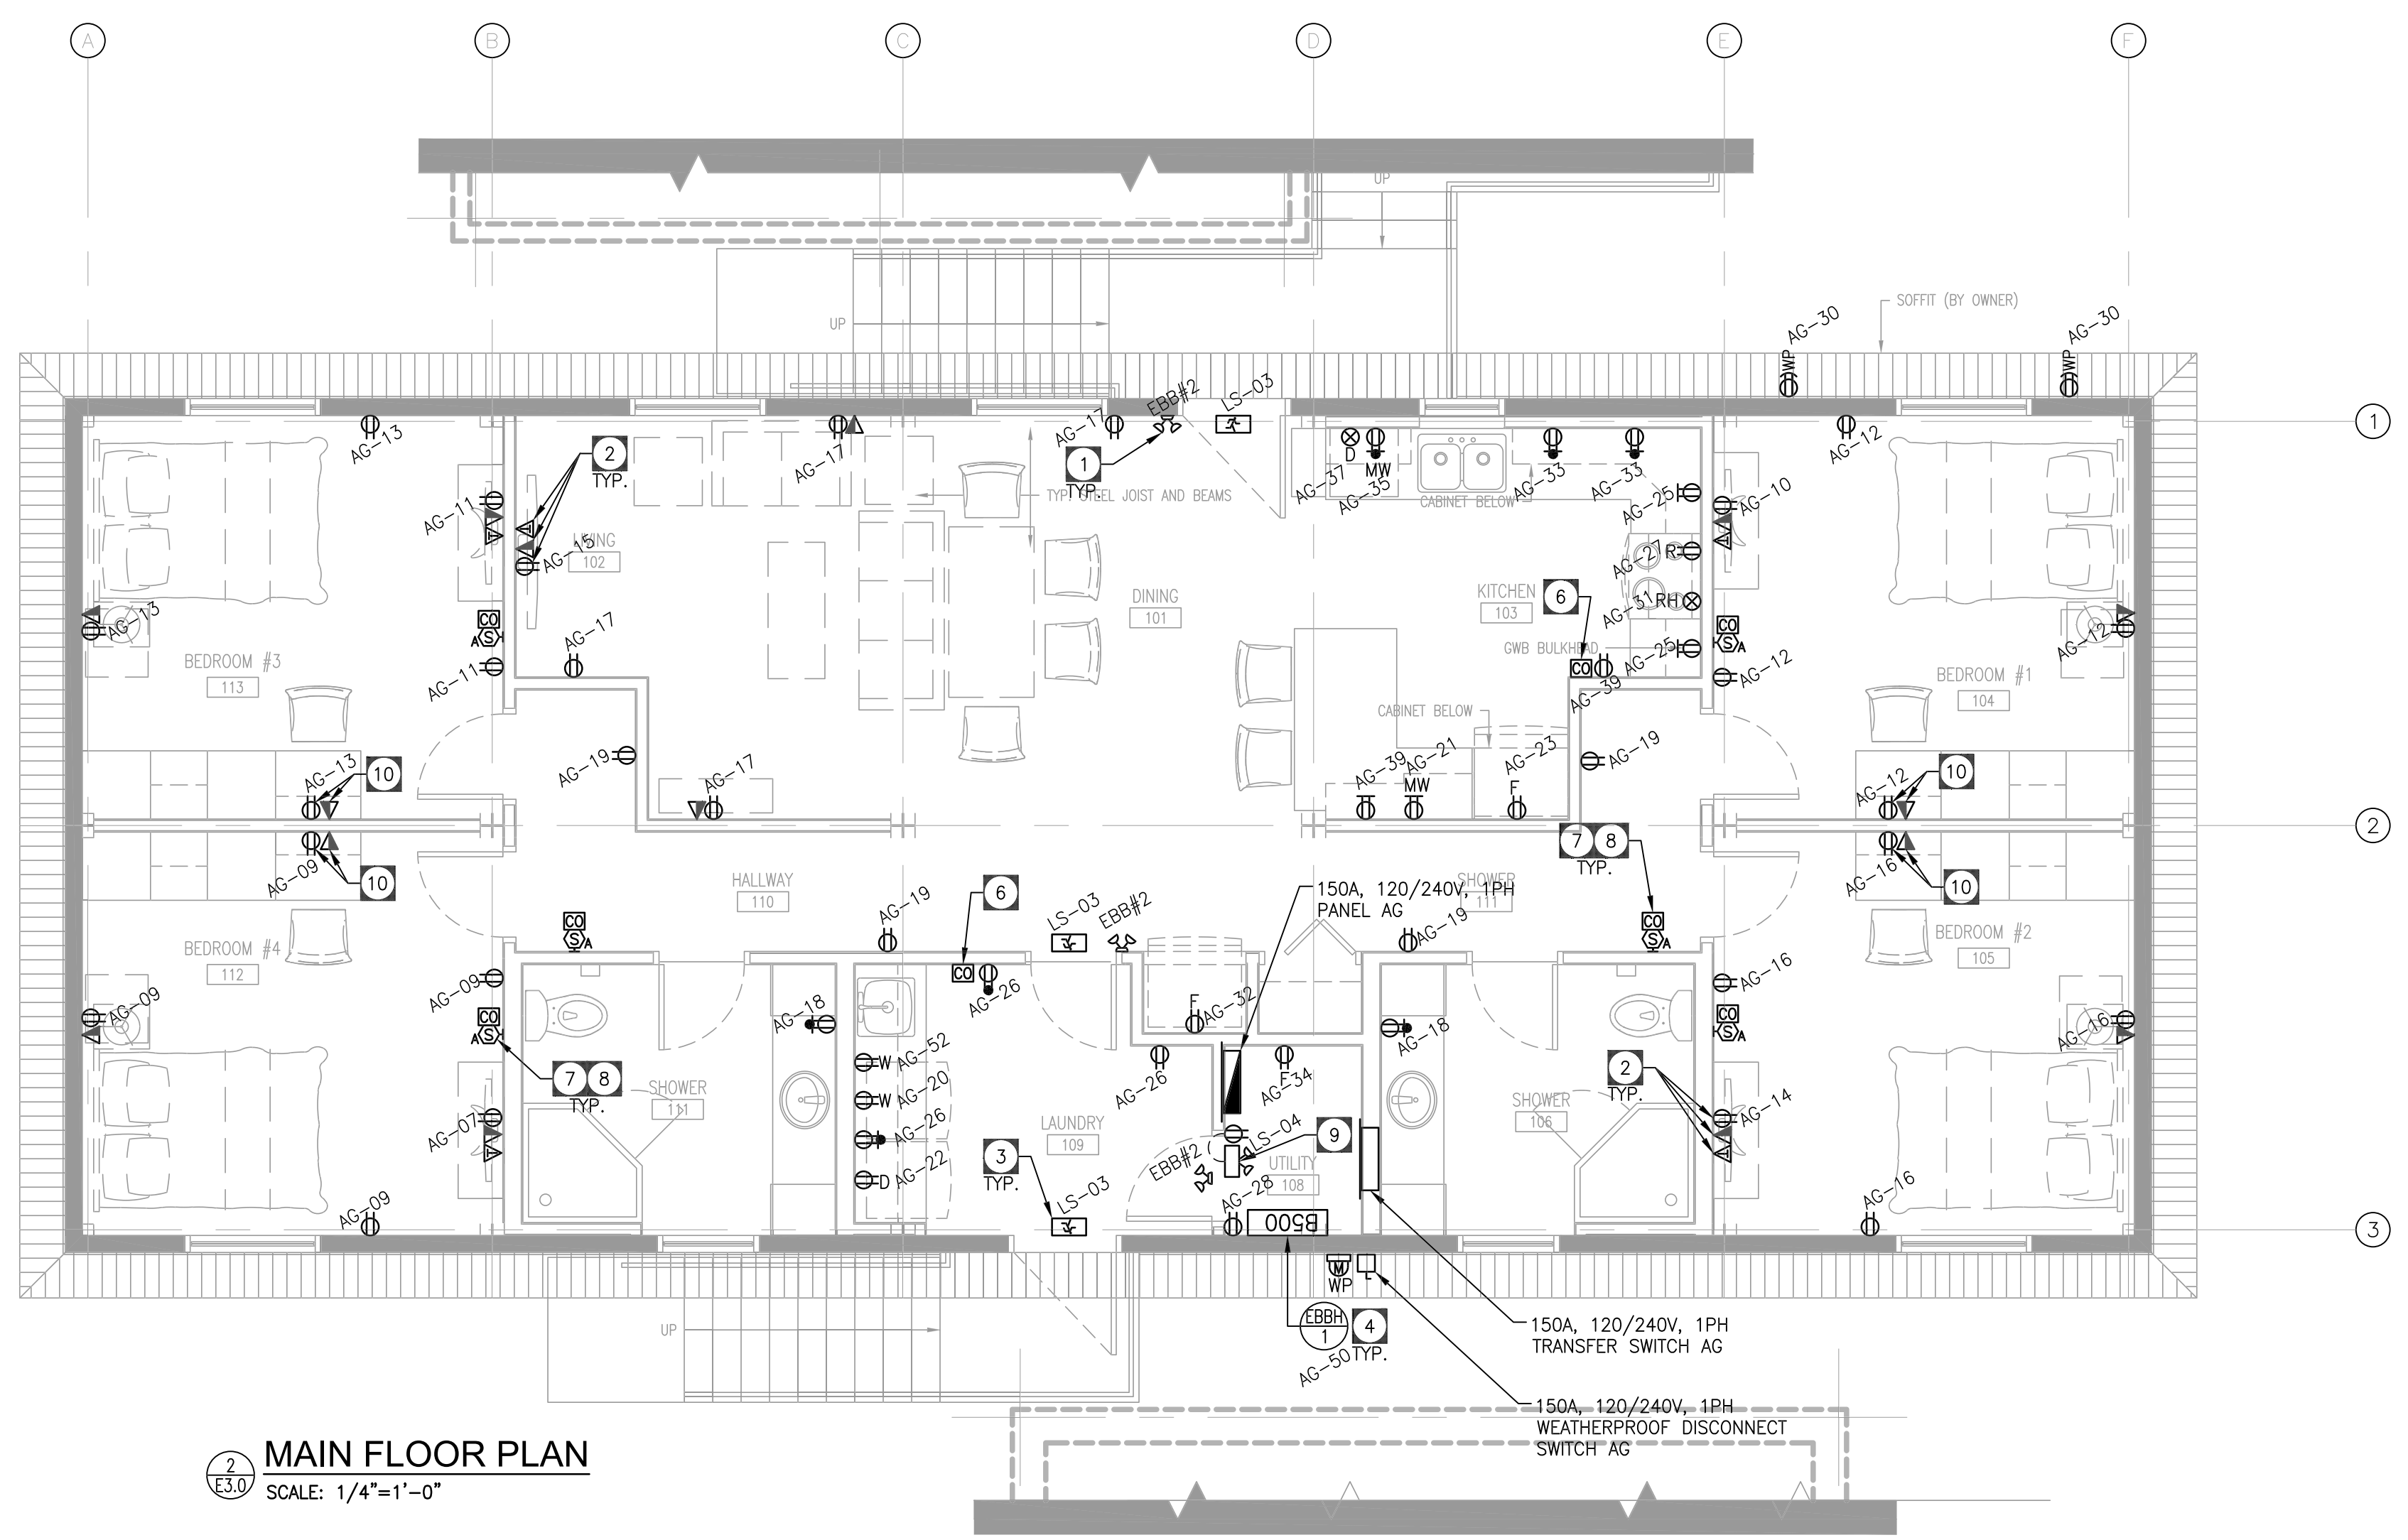 A
B
C
D
E
F
UP
UP
SOFFIT (BY OWNER)
AG-30
AG-30
WP
WP
EBB#2
LS-03
1
AG-13
2
TYP.
AG-17
AG-17
1
TYP.
D
MW
AG-37
AG-35
AG-33
AG-33
AG-12
TYP. STEEL JOIST AND BEAMS
CABINET BELOW
AG-11
T
T
AG-15
LIVING
102
AG-25
AG-10
T
AG-27
R
AG-13
CO
S
A
AG-17
DINING
101
KITCHEN
103
6
AG-31
RH
CO
S
A
AG-12
BEDROOM #3
113
AG-11
GWB BULKHEAD
CO
AG-25
AG-39
AG-12
BEDROOM #1
104
CABINET BELOW
AG-13
10
AG-19
AG-17
AG-39
AG-21
MW
AG-23
F
AG-19
AG-12
10
2
AG-09
10
7
8
TYP.
AG-16
10
HALLWAY
110
AG-19
6
LS-03
EBB#2
150A, 120/240V, 1PH
PANEL AG
SHOWER
111
AG-19
CO
S
A
CO
S
A
BEDROOM #4
112
BEDROOM #2
105
AG-09
CO
AG-26
AG-16
AG-09
CO
S
A
AG-18
F
AG-32
AG-18
CO
S
A
AG-16
W
AG-52
AG-26
F
AG-34
2
TYP.
7
8
TYP.
SHOWER
111
W
AG-20
SHOWER
106
AG-14
T
AG-07
T
AG-26
LAUNDRY
109
LS-04
9
3
TYP.
EBB#2
UTILITY
108
D
AG-22
AG-09
LS-03
AG-28
B500
AG-16
3
M
WP
L
UP
EBBH
1
4
TYP.
AG-50
150A, 120/240V, 1PH
TRANSFER SWITCH AG
150A, 120/240V, 1PH
WEATHERPROOF DISCONNECT
SWITCH AG
2
E3.0
MAIN FLOOR PLAN
SCALE: 1/4"=1'-0"